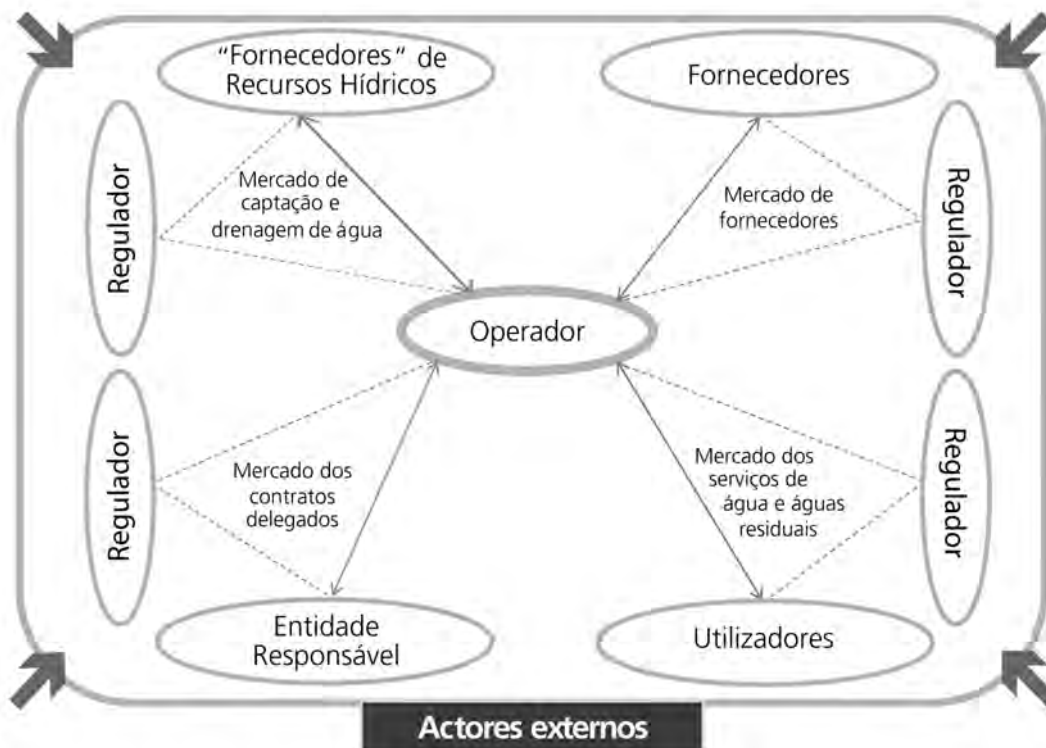 “Fornecedores“ de
Recursos Hídricos
Fornecedores
Regulador
Mercado de
captação e
drenagem de água
Mercado de
fornecedores
Regulador
Operador
Regulador
Mercado dos
contratos
delegados
Mercado dos
serviços de
água e águas
residuais
Regulador
Entidade
Responsável
Utilizadores
Actores externos